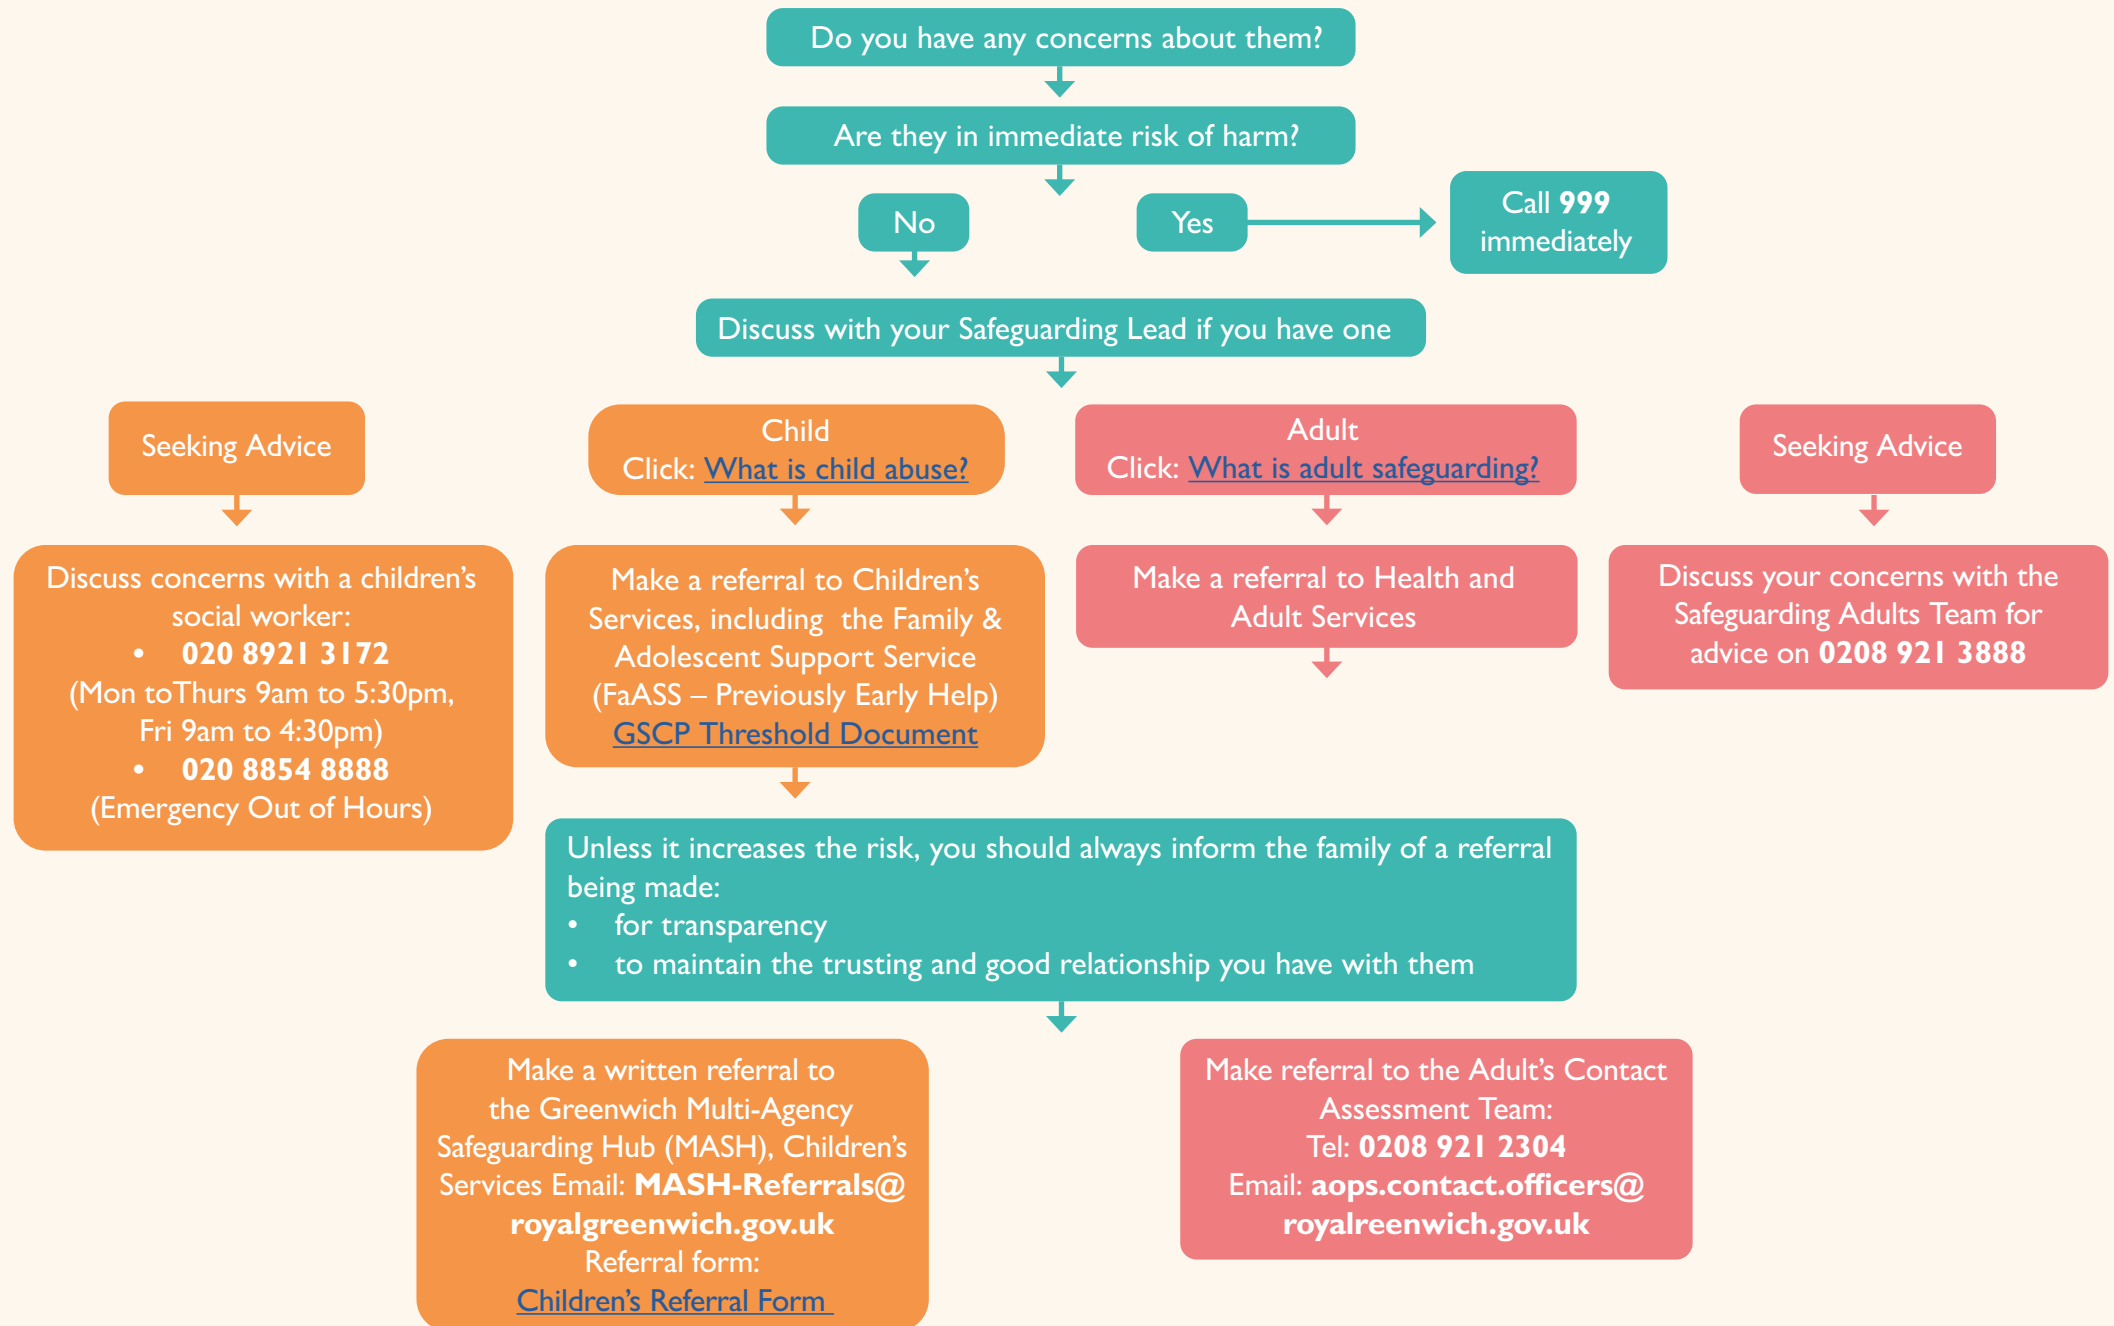 Do you have any concerns about them?
Are they in immediate risk of harm?
No
Yes
Call 999
immediately
Discuss with your Safeguarding Lead if you have one
Seeking Advice
Discuss concerns with a children's
social worker:
• 020 8921 3172
(Mon toThurs 9am to 5:30pm,
Fri 9am to 4:30pm)
• 020 8854 8888
(Emergency Out of Hours)
Child
Click: What is child abuse?
Make a referral to Children's
Services, including the Family &
Adolescent Support Service
(FaASS – Previously Early Help)
GSCP Threshold Document
Adult
Click: What is adult safeguarding?
Make a referral to Health and
Adult Services
Seeking Advice
Discuss your concerns with the
Safeguarding Adults Team for
advice on 0208 921 3888
Unless it increases the risk, you should always inform the family of a referral
being made:
• for transparency
• to maintain the trusting and good relationship you have with them
Make a written referral to
the Greenwich Multi-Agency
Safeguarding Hub (MASH), Children's
Services Email: MASH-Referrals@
royalgreenwich.gov.uk
Referral form:
Children's Referral Form
Make referral to the Adult's Contact
Assessment Team:
Tel: 0208 921 2304
Email: aops.contact.officers@
royalreenwich.gov.uk